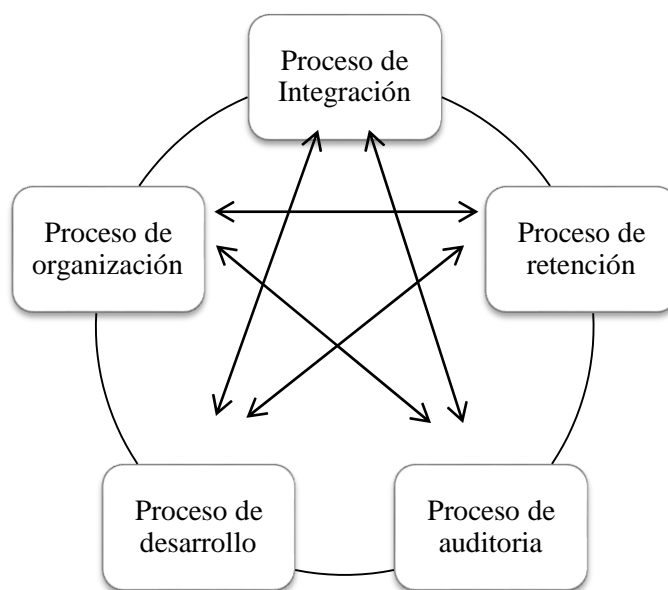 Proceso de
Integración
Proceso de
organización
Proceso de
retención
Proceso de
desarrollo
Proceso de
auditoria